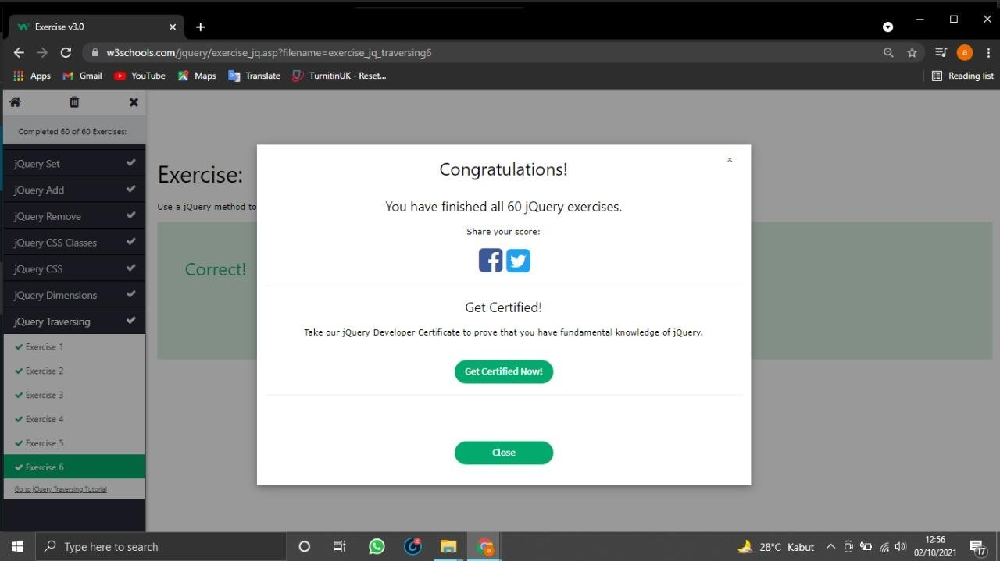 Exercise v3.0
w3schools.com/jquery/exercise_jq.asp?filename=exercise_jq_traversing6
a
Apps
Gmail
YouTube
Maps
Translate
TurnitinUK - Reset...
Reading list
Completed 60 of 60 Exercises:
jQuery Set
jQuery Add
jQuery Remove
jQuery CSS Classes
jQuery CSS
jQuery Dimensions
jQuery Traversing
Exercise 1
Exercise 2
Exercise 3
Exercise 4
Exercise 5
Exercise 6
Go to jQuery Traversing Tutorial
Exercise:
Use a jQuery method to
Correct!
×
Congratulations!
You have finished all 60 jQuery exercises.
Share your score:
Get Certified!
Take our jQuery Developer Certificate to prove that you have fundamental knowledge of jQuery.
Get Certified Now!
Close
Type here to search
28°C Kabut
12:56
02/10/2021
17